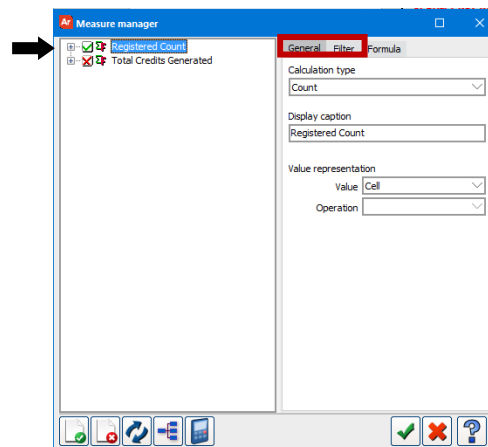 Ar Measure manager
Registered Count
Total Credits Generated
General Filter Formula
Calculation type
Count
Display caption
Registered Count
Value representation
Value Cell
Operation